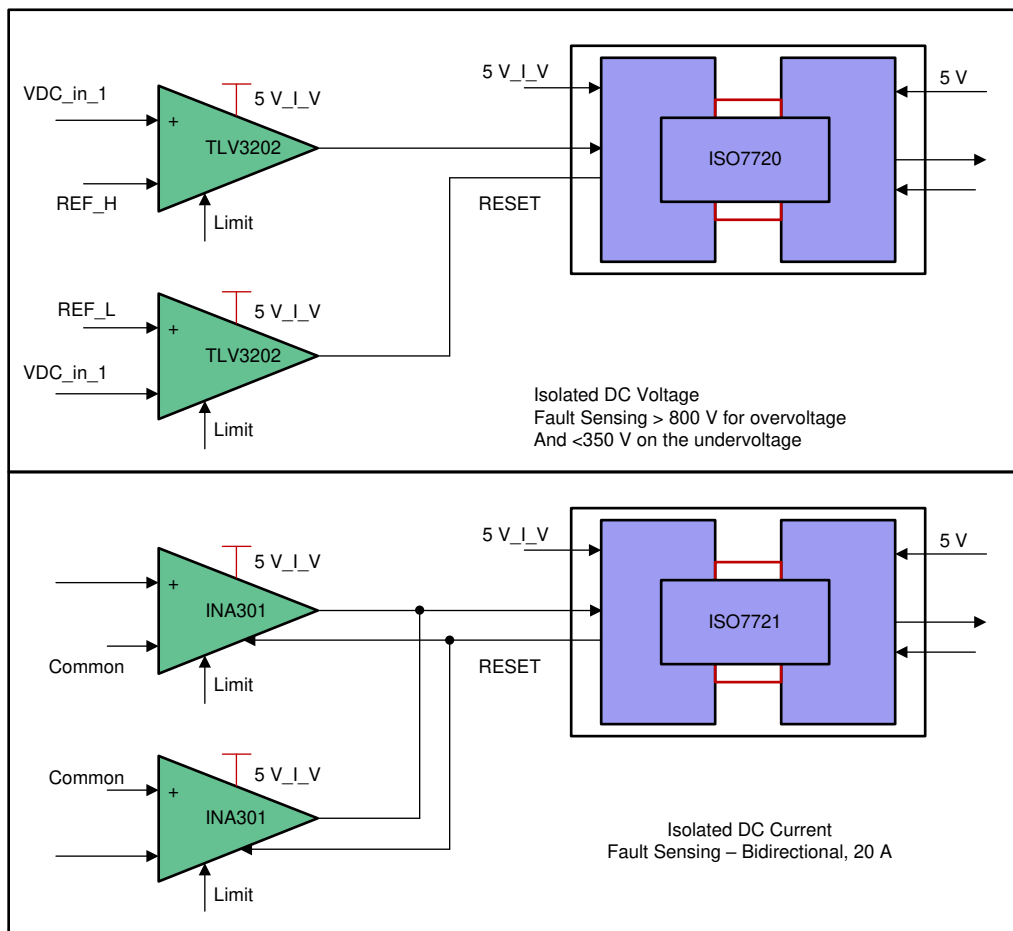 VDC_in_1
+
5 V_I_V
TLV3202
REF_H
Limit
5 V_I_V
5 V
ISO7720
RESET
REF_L
+
5 V_I_V
TLV3202
VDC_in_1
Limit
Isolated DC Voltage
Fault Sensing > 800 V for overvoltage
And <350 V on the undervoltage
+
5 V_I_V
INA301
Common
Limit
5 V_I_V
5 V
ISO7721
RESET
Common
+
5 V_I_V
INA301
Limit
Isolated DC Current
Fault Sensing – Bidirectional, 20 A